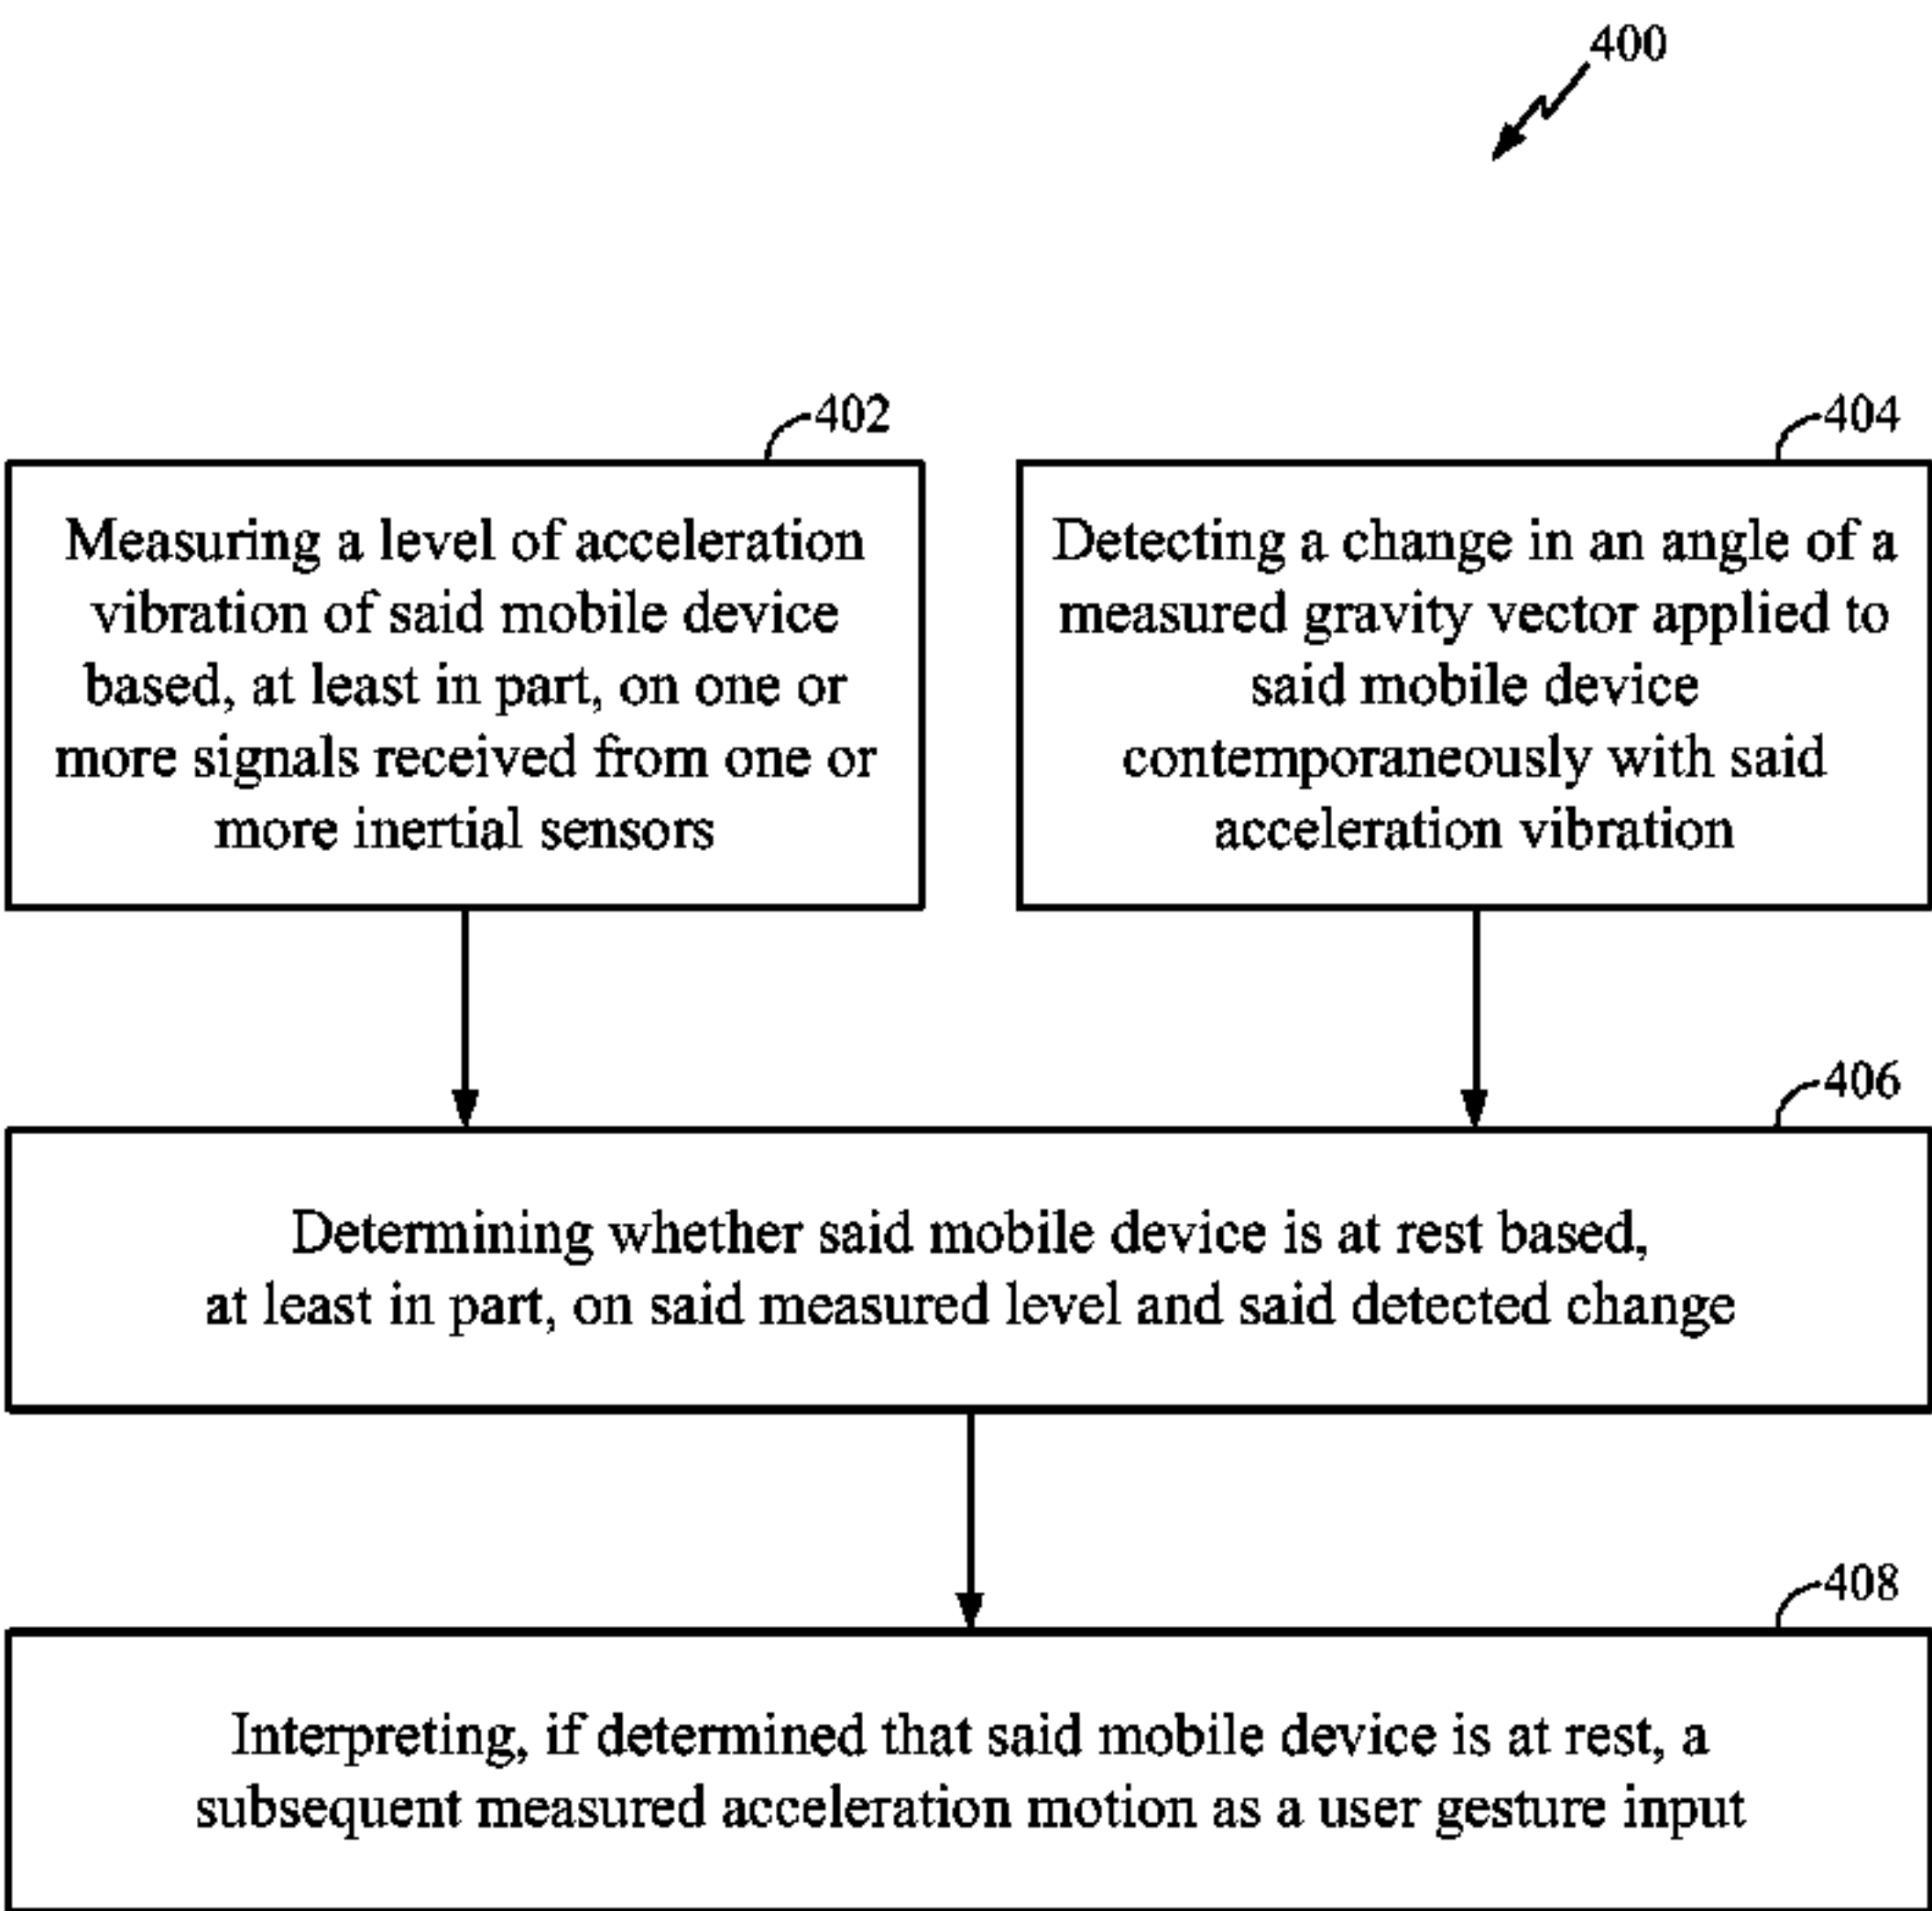 400
402
Measuring a level of acceleration
vibration of said mobile device
based, at least in part, on one or
more signals received from one or
more inertial sensors
404
Detecting a change in an angle of a
measured gravity vector applied to
said mobile device
contemporaneously with said
acceleration vibration
406
Determining whether said mobile device is at rest based,
at least in part, on said measured level and said detected change
408
Interpreting, if determined that said mobile device is at rest, a
subsequent measured acceleration motion as a user gesture input